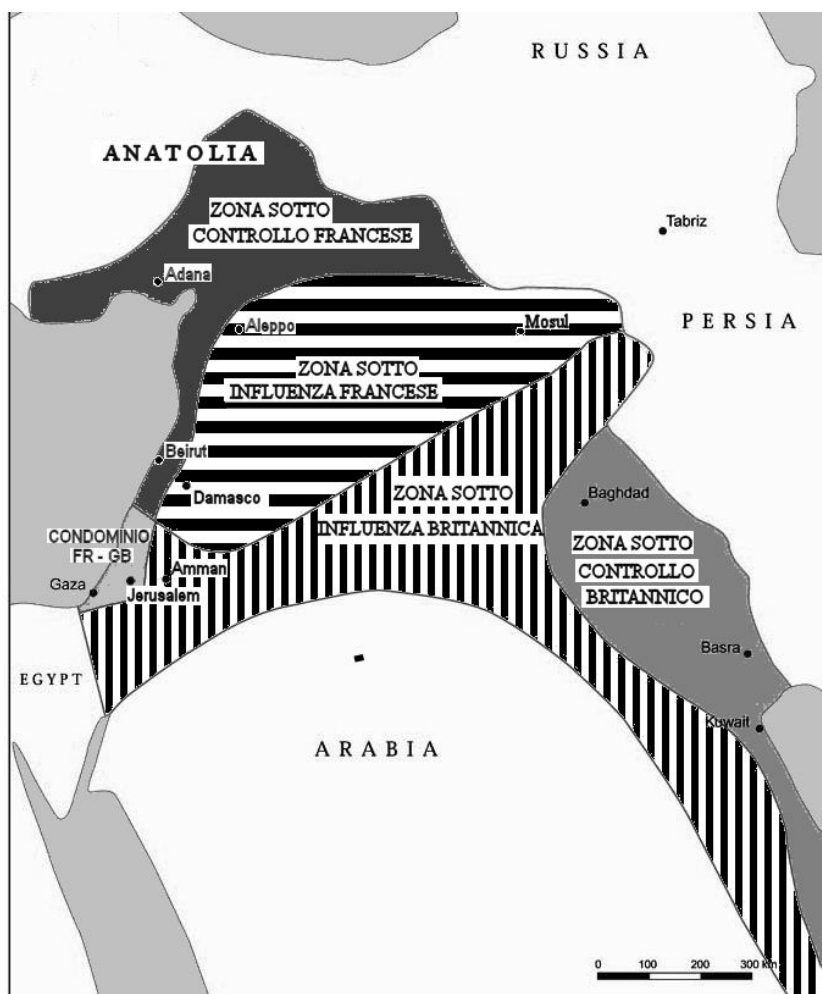 RUSSIA
ANATOLIA
ZONA SOTTO
CONTROLLO FRANCESE
Tabriz
Adana
PERSIA
Aleppo
Mosul
ZONA SOTTO
INFLUENZA FRANCESE
Beirut
Damasco
ZONA SOTTO
INFLUENZA BRITANNICA
Baghdad
ZONA SOTTO
CONTROLLO
BRITANNICO
CONDOMINIO
FR - GB
Amman
Gaza
Jerusalem
Basra
EGYPT
Kuwait
ARABIA
0 100 200 300 km